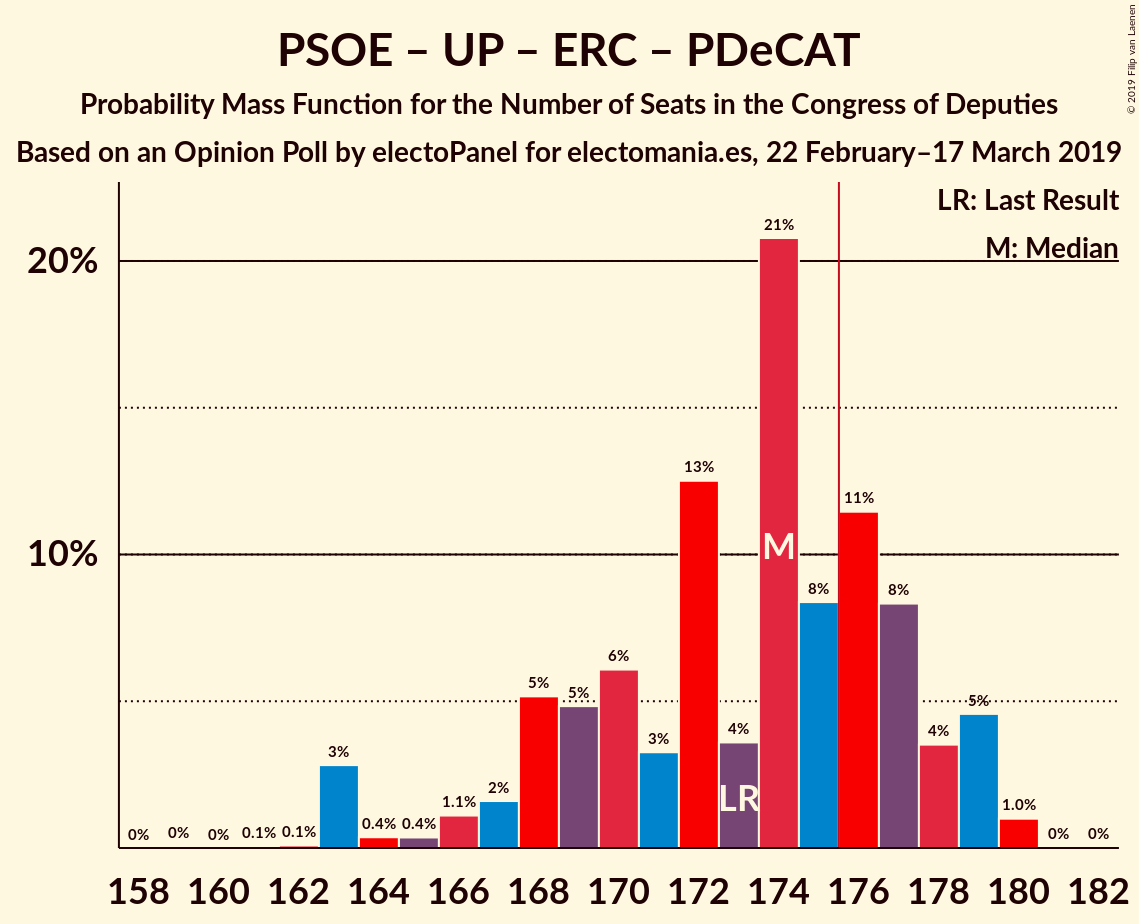 PSOE – UP – ERC – PDeCAT
Probability Mass Function for the Number of Seats in the Congress of Deputies
Based on an Opinion Poll by electoPanel for electomania.es, 22 February–17 March 2019
© 2019 Filip van Laenen
LR: Last Result
M: Median
20%
10%
0% 0% 0% 0.1% 0.1% 3% 0.4% 0.4% 1.1% 2% 5% 5% 6% 3% 13% 4% 21% 8% 11% 8% 4% 5% 1.0% 0% 0%
M
LR
158 160 162 164 166 168 170 172 174 176 178 180 182